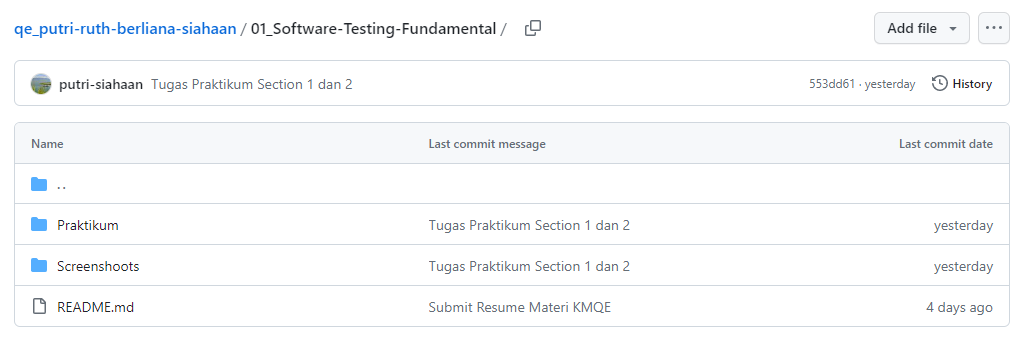 qe_putri-ruth-berliana-siahaan / 01_Software-Testing-Fundamental / Add file ...
putri-siahaan Tugas Praktikum Section 1 dan 2 553dd61 · yesterday History
Name Last commit message Last commit date
..
Praktikum Tugas Praktikum Section 1 dan 2 yesterday
Screenshoots Tugas Praktikum Section 1 dan 2 yesterday
README.md Submit Resume Materi KMQE 4 days ago